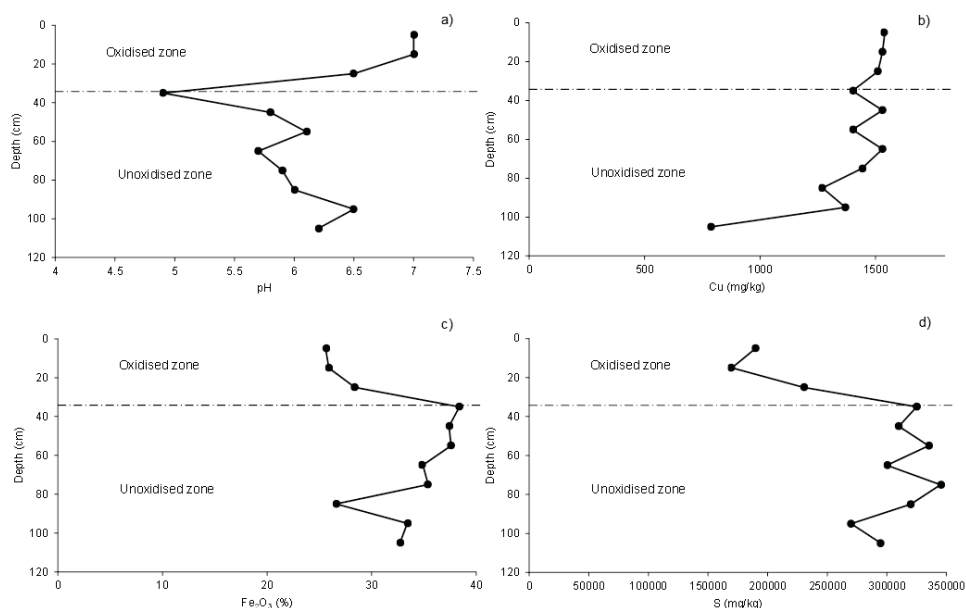 a)
0
20
40
60
80
100
120
Depth (cm)
Oxidised zone
Unoxidised zone
4
4.5
5
5.5
6
6.5
7
7.5
pH
b)
0
20
40
60
80
100
120
Depth (cm)
Oxidised zone
Unoxidised zone
0
500
1000
1500
Cu (mg/kg)
c)
0
20
40
60
80
100
120
Depth (cm)
Oxidised zone
Unoxidised zone
0
10
20
30
40
Fe₂O₃ (%)
d)
0
20
40
60
80
100
120
Depth (cm)
Oxidised zone
Unoxidised zone
0
50000
100000
150000
200000
250000
300000
350000
S (mg/kg)